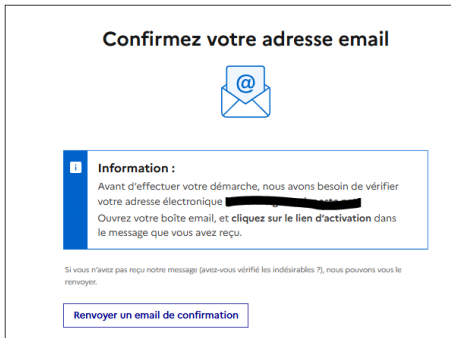 Confirmez votre adresse email
@
i
Information :
Avant d'effectuer votre démarche, nous avons besoin de vérifier
votre adresse électronique
Ouvrez votre boîte email, et cliquez sur le lien d'activation dans
le message que vous avez reçu.
Si vous n'avez pas reçu notre message (avez-vous vérifié les indésirables ?), nous pouvons vous le
renvoyer.
Renvoyer un email de confirmation